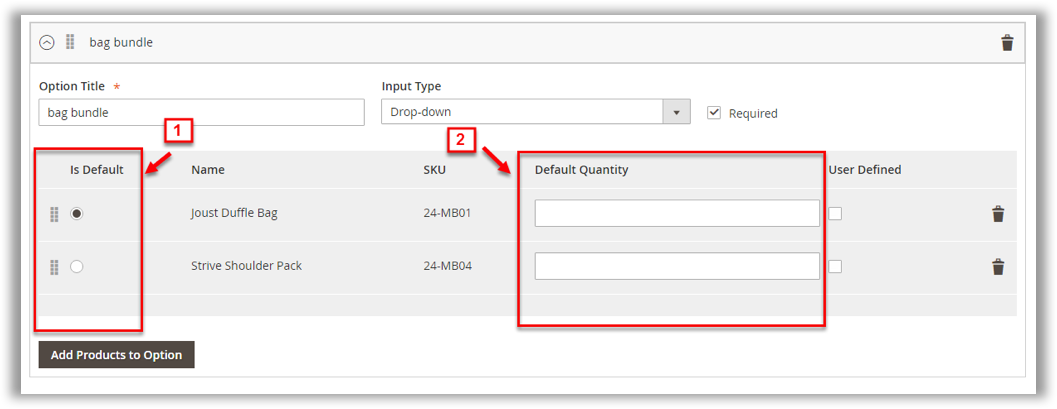 bag bundle
Option Title *
Input Type
bag bundle
Drop-down
Required
1
2
Is Default
Name
SKU
Default Quantity
User Defined
Joust Duffle Bag
24-MB01
Strive Shoulder Pack
24-MB04
Add Products to Option